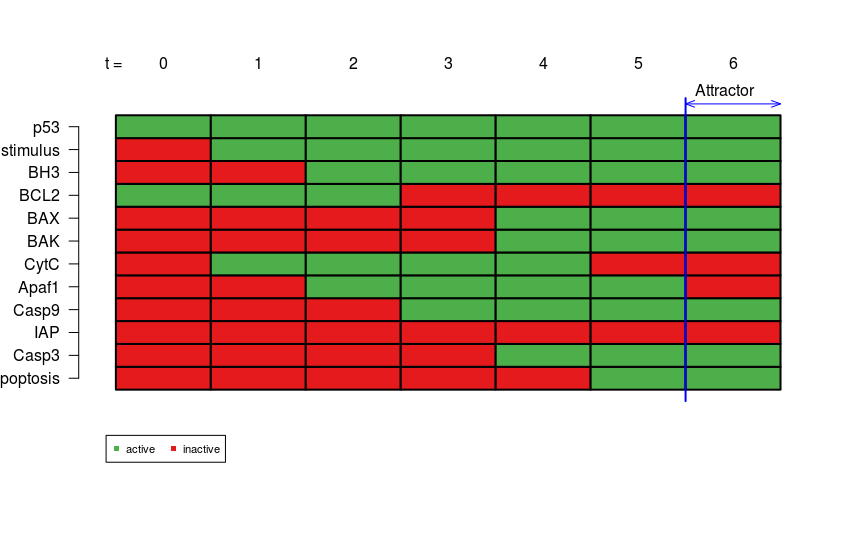 t = 0 1 2 3 4 5 6
Attractor
p53
stimulus
BH3
BCL2
BAX
BAK
CytC
Apaf1
Casp9
IAP
Casp3
poptosis
active inactive